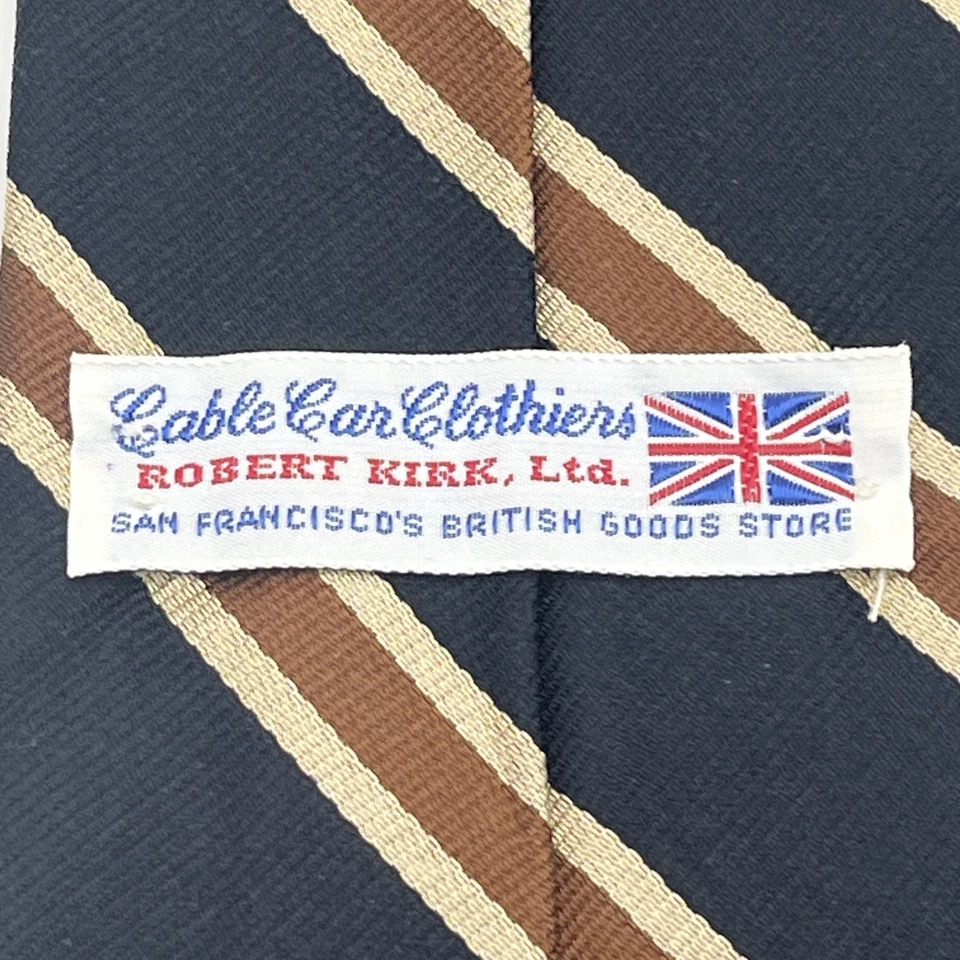 Cable Car Clothiers
ROBERT KIRK, Ltd.
SAN FRANCISCO'S BRITISH GOODS STORE